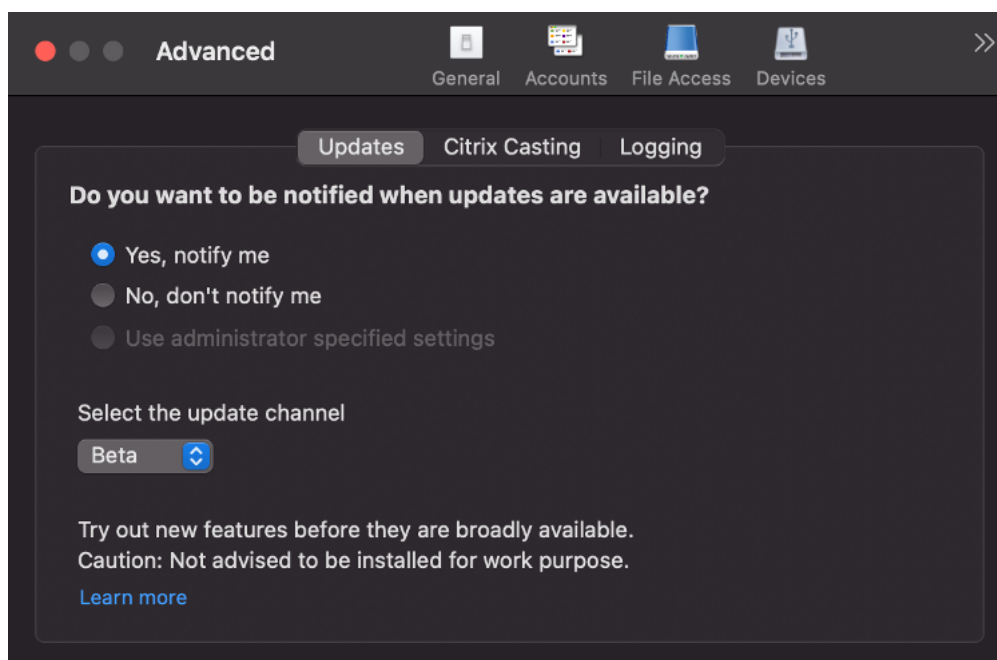 Advanced
General
Accounts
File Access
Devices
Updates
Citrix Casting
Logging
Do you want to be notified when updates are available?
Yes, notify me
No, don't notify me
Use administrator specified settings
Select the update channel
Beta
Try out new features before they are broadly available.
Caution: Not advised to be installed for work purpose.
Learn more